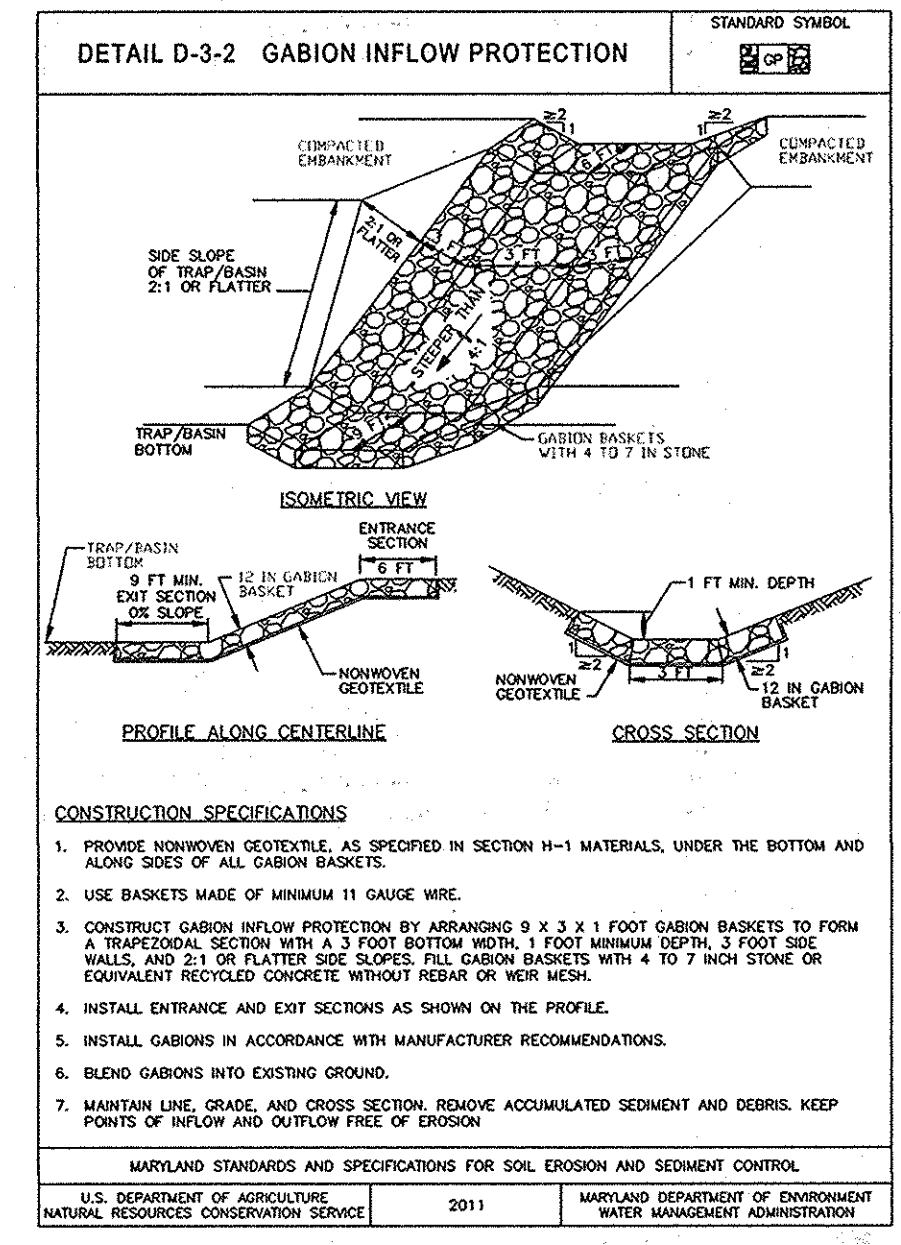 DETAIL D-3-2 GABION INFLOW PROTECTION
STANDARD SYMBOL
GP
≥2
1
≥2
1
COMPACTED
EMBANKMENT
COMPACTED
EMBANKMENT
6 FT
2:1 OR
FLATTER
3 FT
3 FT
3 FT
SIDE SLOPE
OF TRAP/BASIN
2:1 OR FLATTER
STEEPER THAN
4:1
9 FT
TRAP/BASIN
BOTTOM
GABION BASKETS
WITH 4 TO 7 IN STONE
ISOMETRIC VIEW
ENTRANCE
SECTION
6 FT
TRAP/BASIN
BOTTOM
9 FT MIN.
EXIT SECTION
0% SLOPE
12 IN GABION
BASKET
NONWOVEN
GEOTEXTILE
PROFILE ALONG CENTERLINE
1 FT MIN. DEPTH
1
≥2
3 FT
≥2
1
NONWOVEN
GEOTEXTILE
12 IN GABION
BASKET
CROSS SECTION
CONSTRUCTION SPECIFICATIONS
1. PROVIDE NONWOVEN GEOTEXTILE, AS SPECIFIED IN SECTION H-1 MATERIALS, UNDER THE BOTTOM AND
ALONG SIDES OF ALL GABION BASKETS.
2. USE BASKETS MADE OF MINIMUM 11 GAUGE WIRE.
3. CONSTRUCT GABION INFLOW PROTECTION BY ARRANGING 9 X 3 X 1 FOOT GABION BASKETS TO FORM
A TRAPEZOIDAL SECTION WITH A 3 FOOT BOTTOM WIDTH, 1 FOOT MINIMUM DEPTH, 3 FOOT SIDE
WALLS, AND 2:1 OR FLATTER SIDE SLOPES. FILL GABION BASKETS WITH 4 TO 7 INCH STONE OR
EQUIVALENT RECYCLED CONCRETE WITHOUT REBAR OR WEIR MESH.
4. INSTALL ENTRANCE AND EXIT SECTIONS AS SHOWN ON THE PROFILE.
5. INSTALL GABIONS IN ACCORDANCE WITH MANUFACTURER RECOMMENDATIONS.
6. BLEND GABIONS INTO EXISTING GROUND.
7. MAINTAIN LINE, GRADE, AND CROSS SECTION. REMOVE ACCUMULATED SEDIMENT AND DEBRIS. KEEP
POINTS OF INFLOW AND OUTFLOW FREE OF EROSION
MARYLAND STANDARDS AND SPECIFICATIONS FOR SOIL EROSION AND SEDIMENT CONTROL
U.S. DEPARTMENT OF AGRICULTURE
NATURAL RESOURCES CONSERVATION SERVICE
2011
MARYLAND DEPARTMENT OF ENVIRONMENT
WATER MANAGEMENT ADMINISTRATION